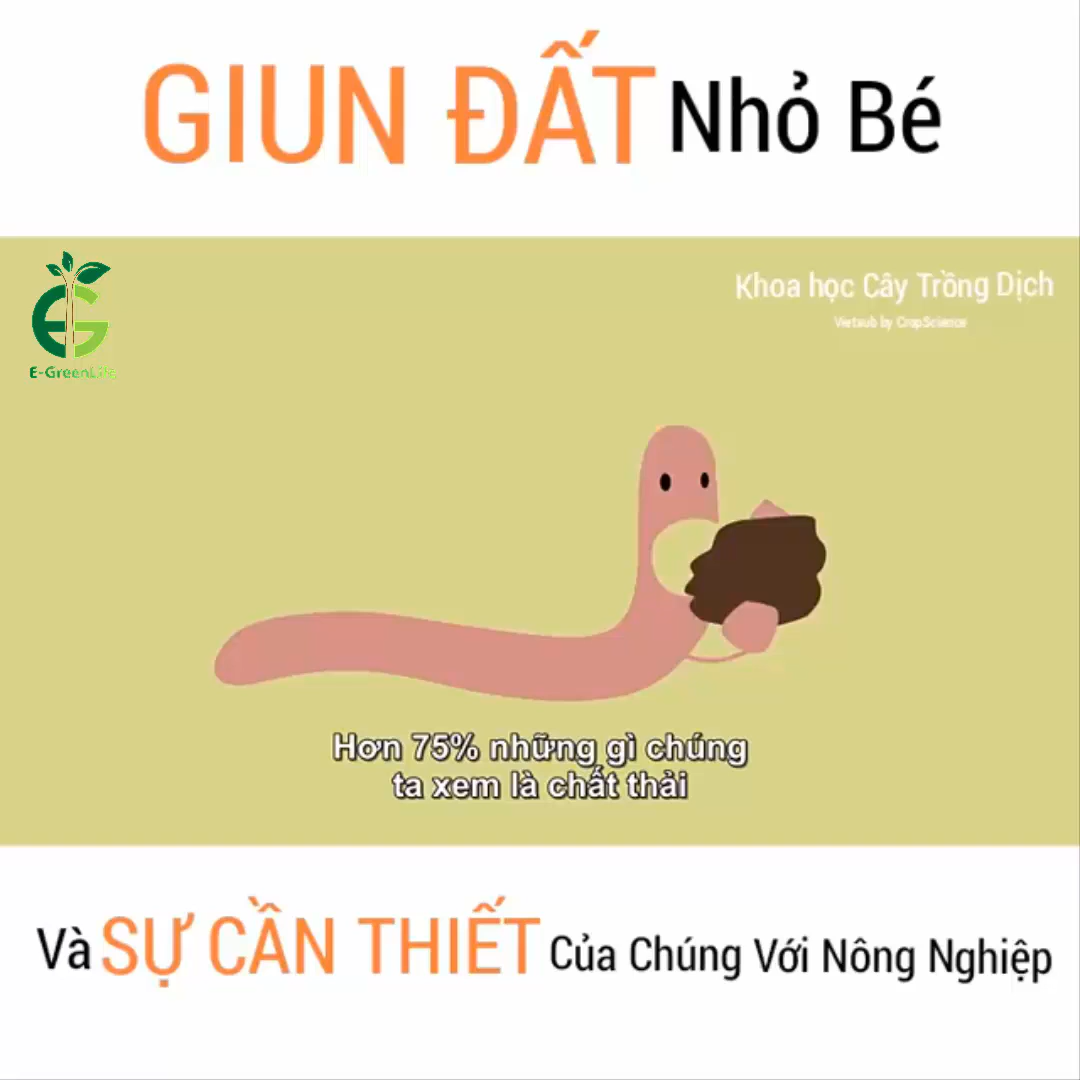 GIUN ĐẤT Nhỏ Bé
E-GreenLife
Khoa học Cây Trồng Dịch
Vietsub by CropScience
Hơn 75% những gì chúng
ta xem là chất thải
Và SỰ CẦN THIẾT Của Chúng Với Nông Nghiệp